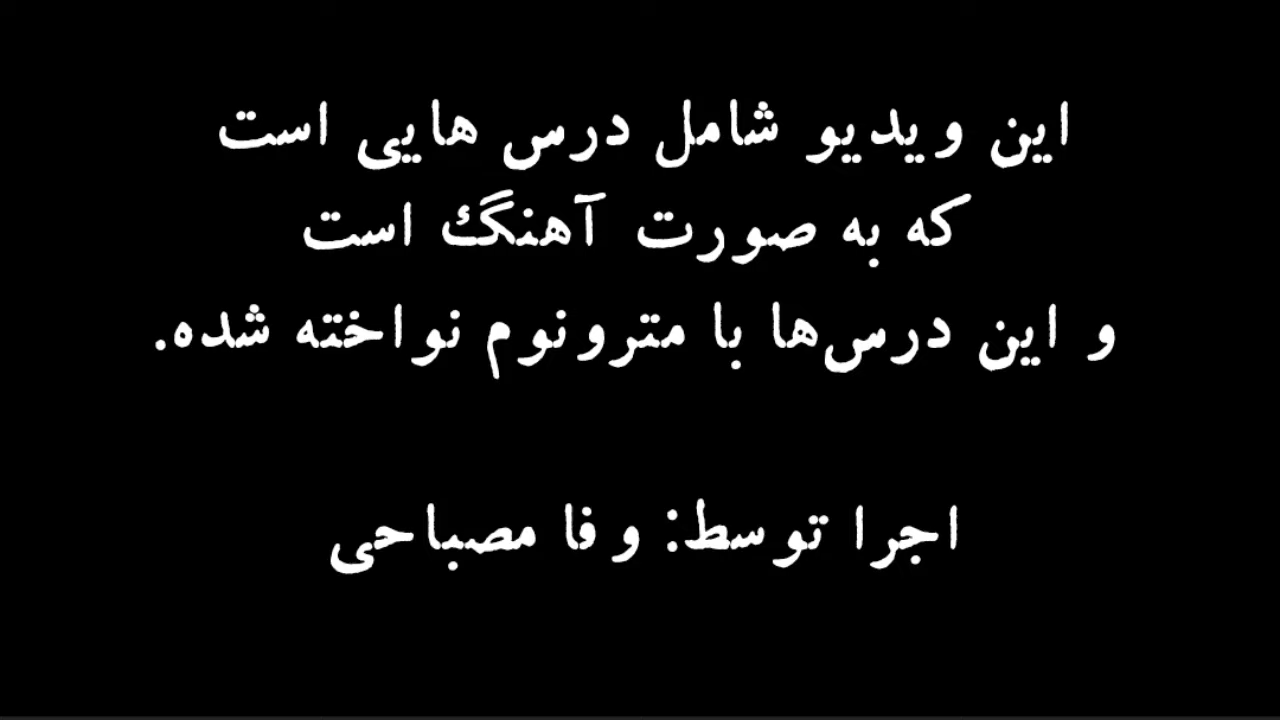 این ویدیو شامل درس هایی است
که به صورت آهنگ است
و این درس‌ها با مترونوم نواخته شده.
اجرا توسط: وفا مصباحی